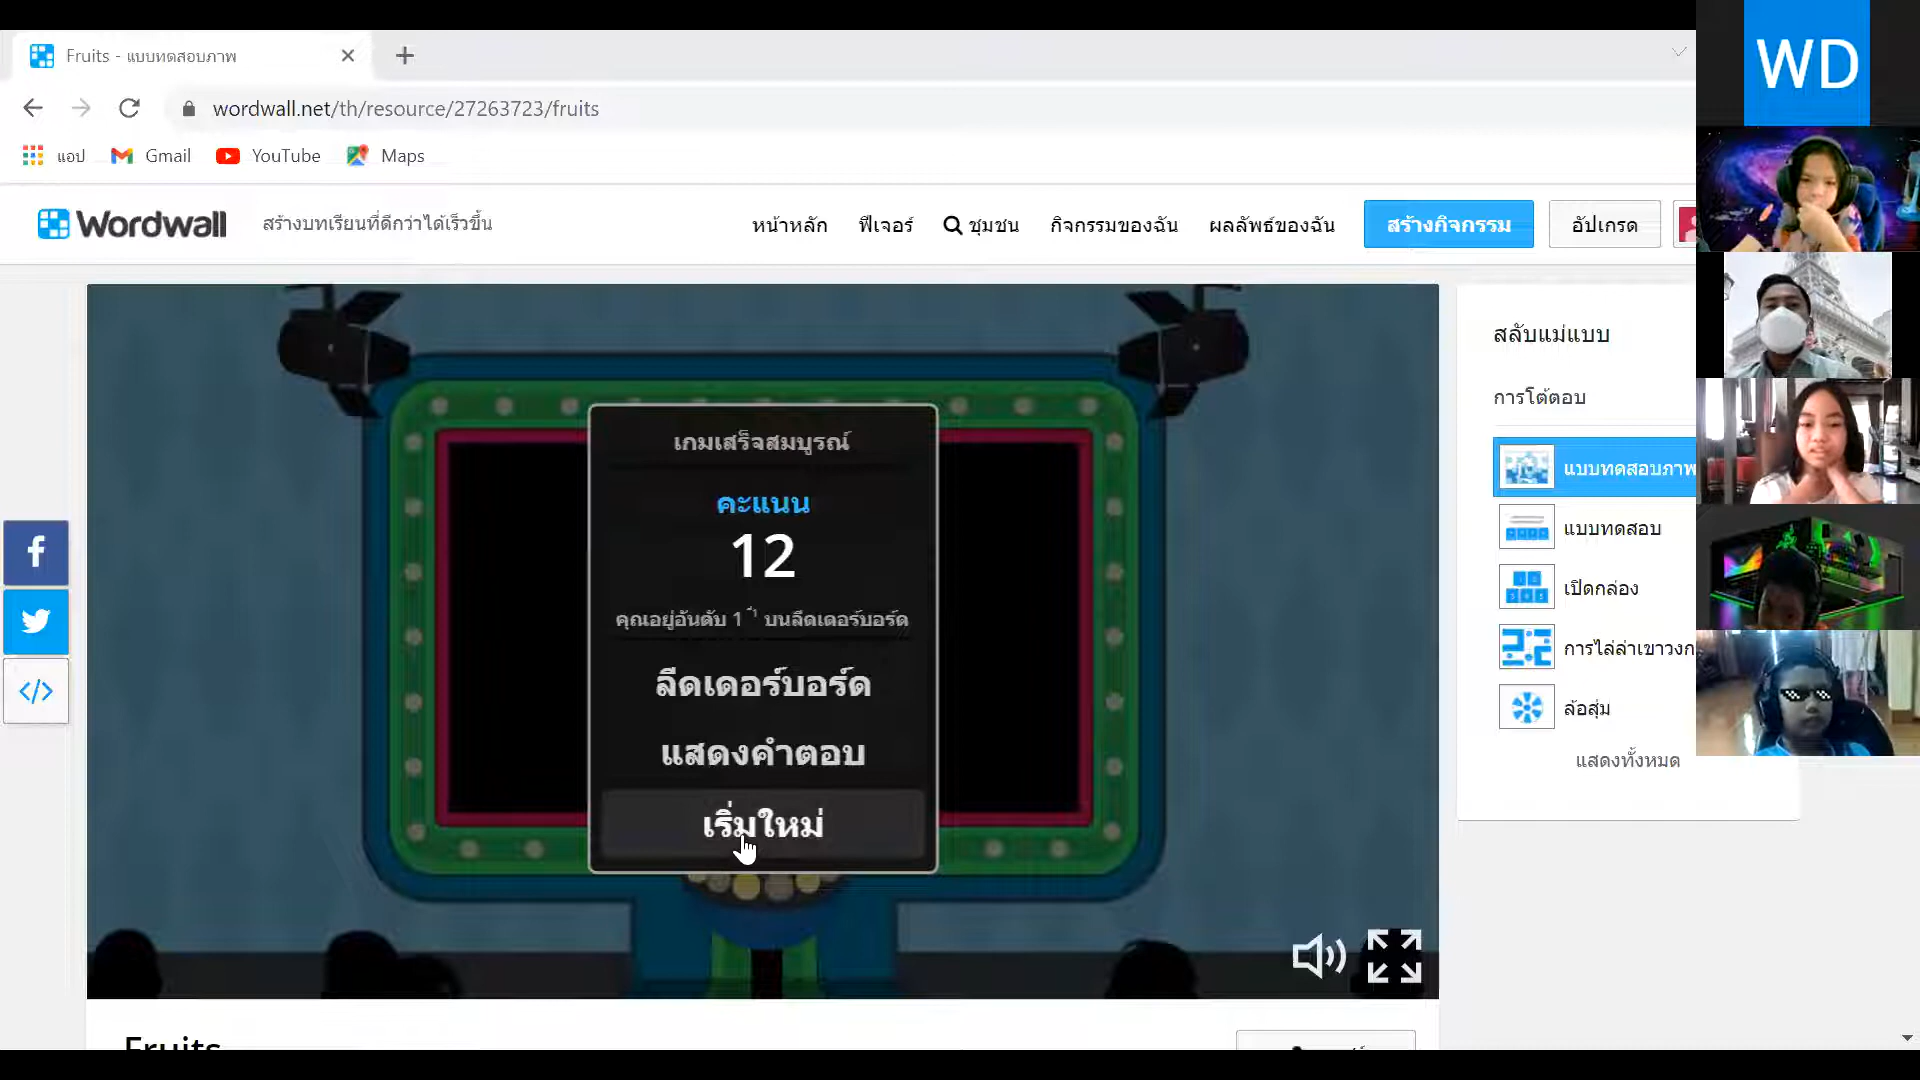 Fruits - แบบทดสอบภาพ
WD
wordwall.net/th/resource/27263723/fruits
แอป Gmail YouTube Maps
Wordwall สร้างบทเรียนที่ดีกว่าได้เร็วขึ้น หน้าหลัก ฟีเจอร์ ชุมชน กิจกรรมของฉัน ผลลัพธ์ของฉัน สร้างกิจกรรม อัปเกรด
สลับแม่แบบ
การโต้ตอบ
แบบทดสอบภาพ
แบบทดสอบ
เปิดกล่อง
การไล่ล่าเขาวงก
ล้อสุ่ม
แสดงทั้งหมด
เกมเสร็จสมบูรณ์
คะแนน
12
คุณอยู่อันดับ 1 บนลีดเดอร์บอร์ด
ลีดเดอร์บอร์ด
แสดงคำตอบ
เริ่มใหม่
Fruits